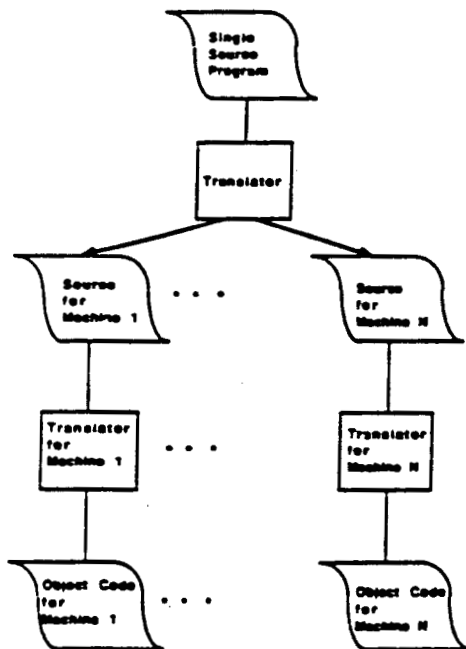 Single
Source
Program
Translator
Source
for
Machine 1
. . .
Source
for
Machine N
Translator
for
Machine 1
. . .
Translator
for
Machine N
Object Code
for
Machine 1
. . .
Object Code
for
Machine N